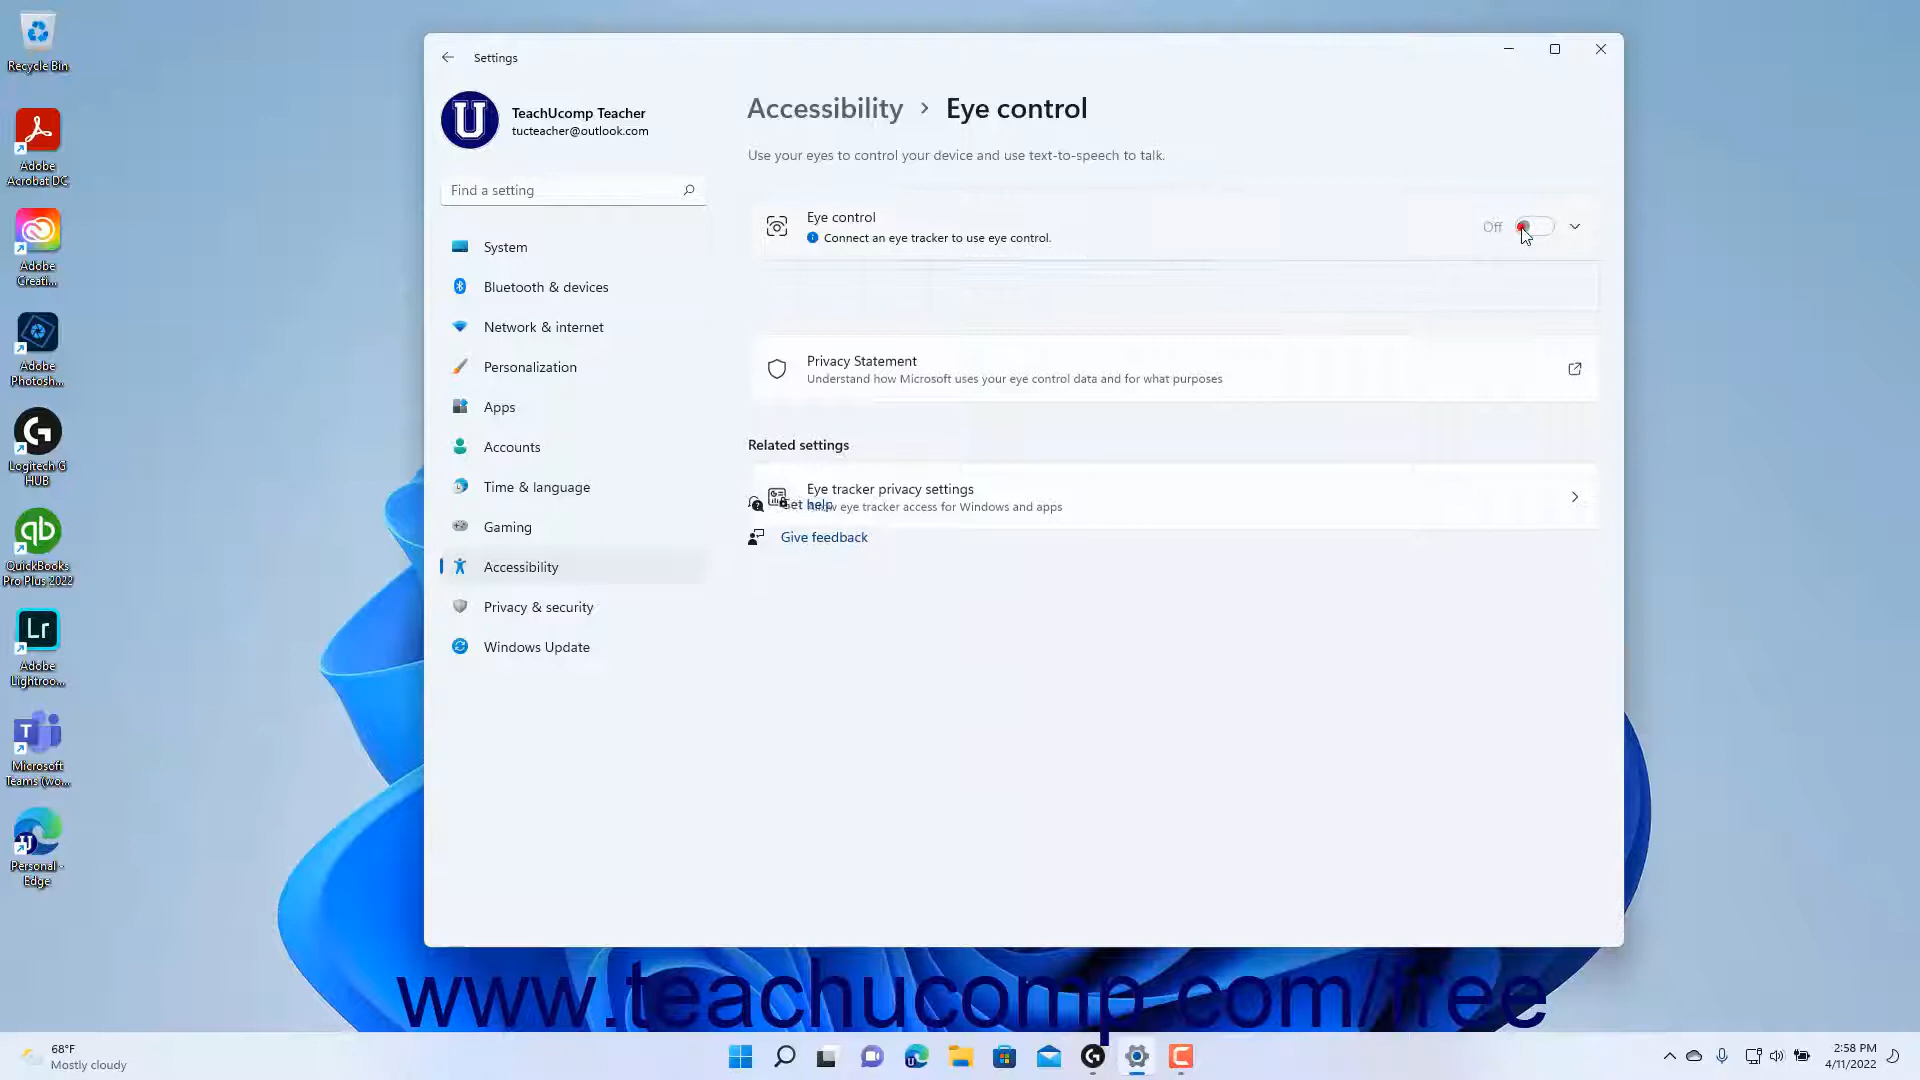 Recycle Bin
Adobe
Acrobat DC
Adobe
Creati...
Adobe
Photosh...
Logitech G
HUB
QuickBooks
Pro Plus 2022
Lr
Adobe
Lightroo...
Microsoft
Teams (wo...
Personal -
Edge
Settings
TeachUcomp Teacher
tucteacher@outlook.com
Find a setting
System
Bluetooth & devices
Network & internet
Personalization
Apps
Accounts
Time & language
Gaming
Accessibility
Privacy & security
Windows Update
Accessibility > Eye control
Use your eyes to control your device and use text-to-speech to talk.
Eye control
Connect an eye tracker to use eye control.
Off
Privacy Statement
Understand how Microsoft uses your eye control data and for what purposes
Related settings
Eye tracker privacy settings
Get help
eye tracker access for Windows and apps
Give feedback
www.teachucomp.com/free
68°F
Mostly cloudy
2:58 PM
4/11/2022